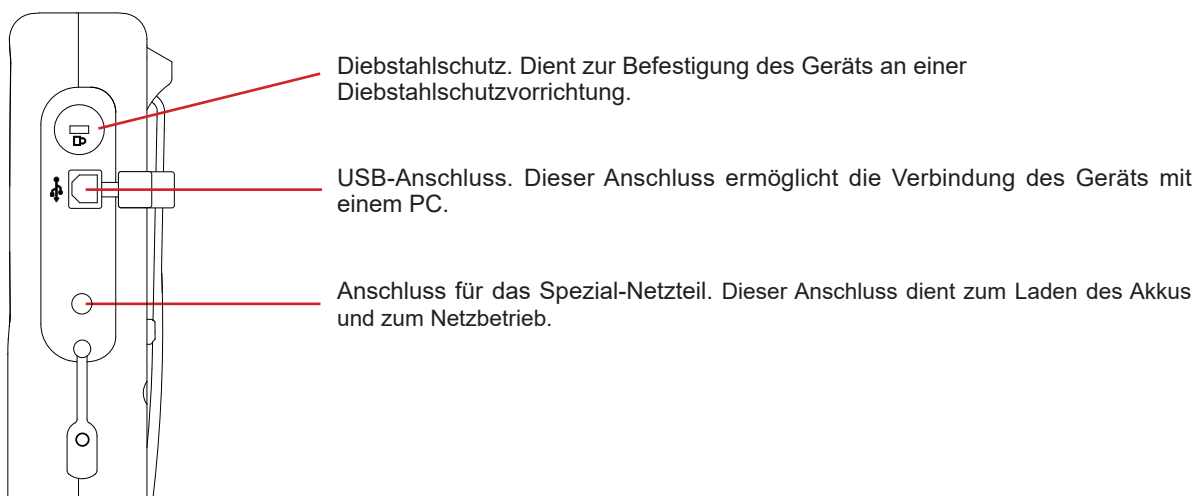 Diebstahlschutz. Dient zur Befestigung des Geräts an einer
Diebstahlschutzvorrichtung.
USB-Anschluss. Dieser Anschluss ermöglicht die Verbindung des Geräts mit
einem PC.
Anschluss für das Spezial-Netzteil. Dieser Anschluss dient zum Laden des Akkus
und zum Netzbetrieb.